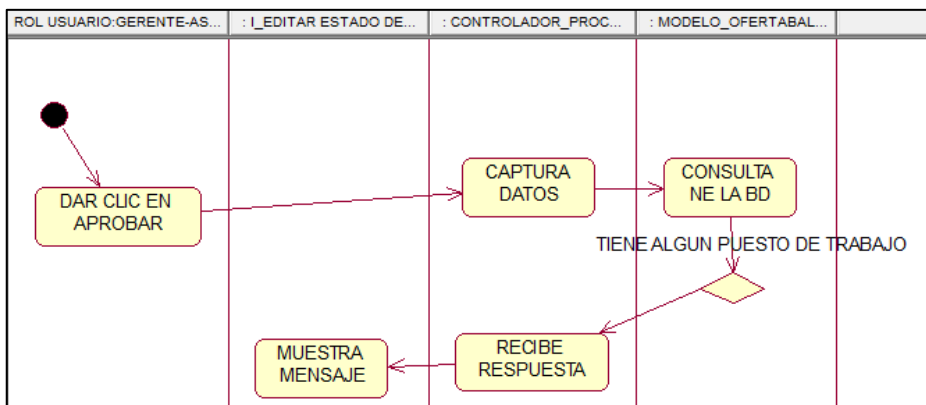 ROL USUARIO:GERENTE-AS...
: I_EDITAR ESTADO DE...
: CONTROLADOR_PROC...
: MODELO_OFERTABAL...
DAR CLIC EN
APROBAR
CAPTURA
DATOS
CONSULTA
NE LA BD
TIENE ALGUN PUESTO DE TRABAJO
RECIBE
RESPUESTA
MUESTRA
MENSAJE